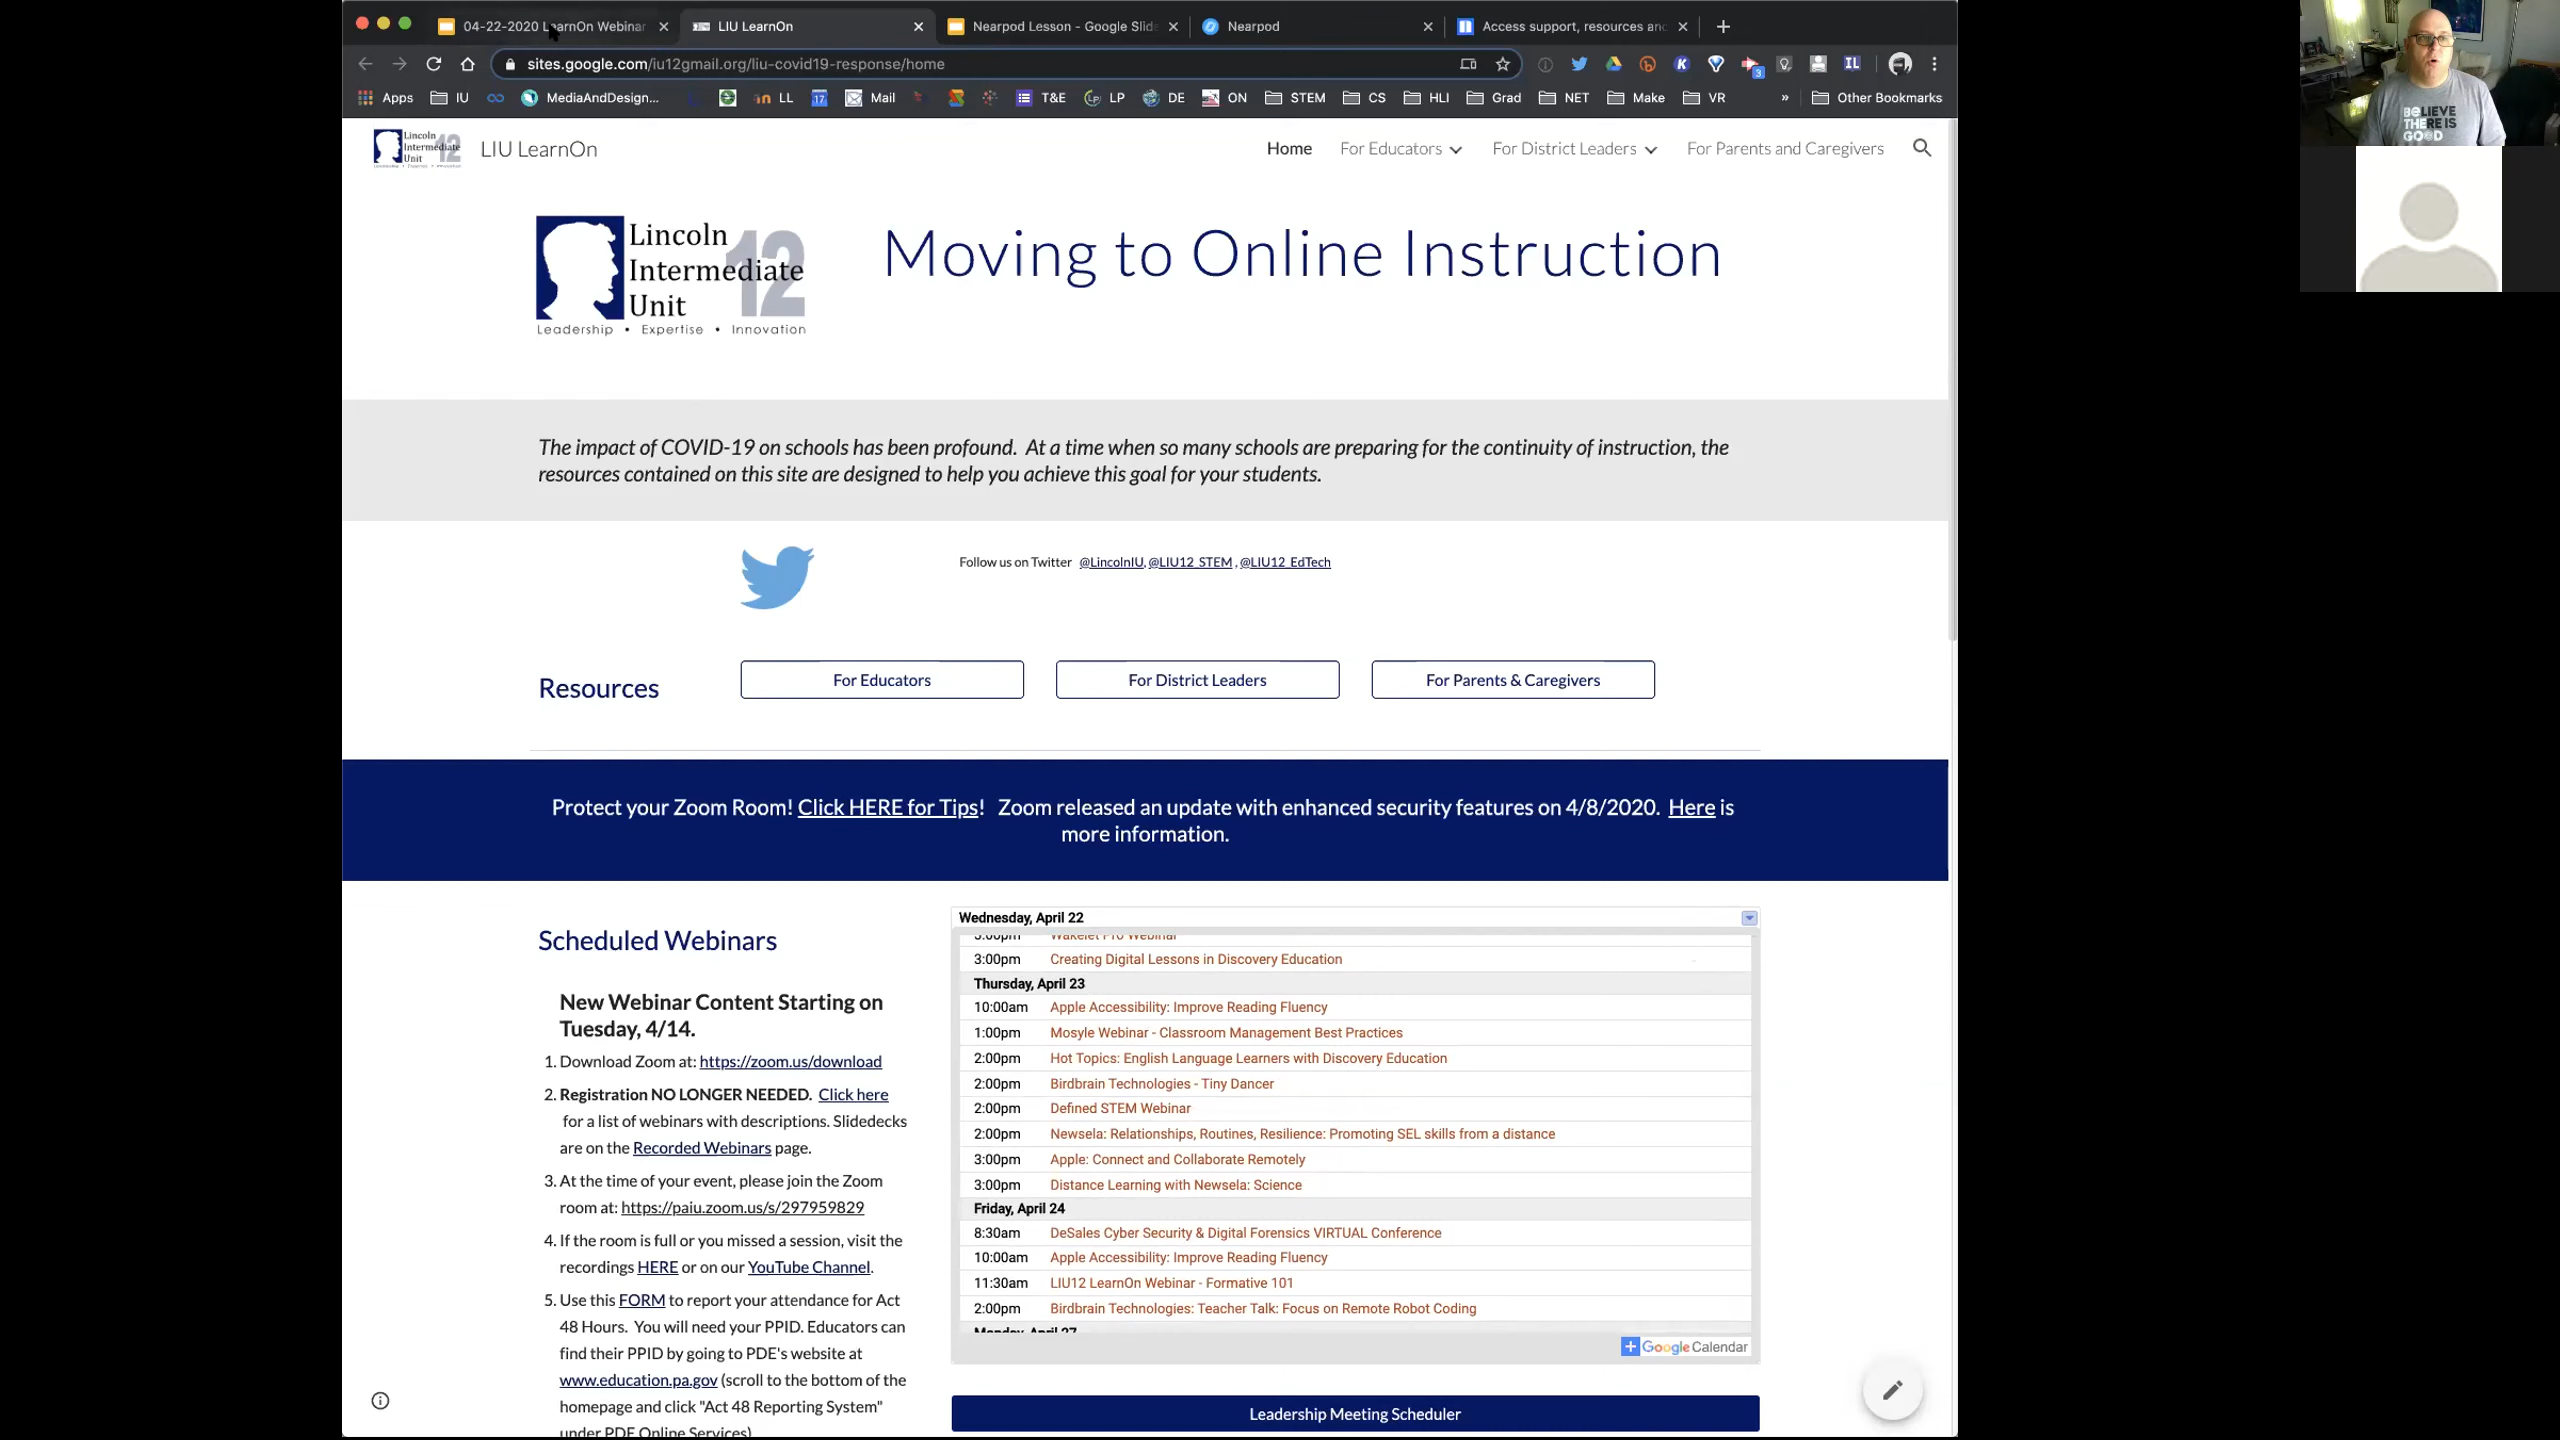 04-22-2020 LearnOn Webinar
LIU LearnOn
Nearpod Lesson - Google Slide
Nearpod
Access support, resources and
sites.google.com/iu12gmail.org/liu-covid19-response/home
Apps IU MediaAndDesign... LL 17 Mail T&E LP DE ON STEM CS HLI Grad NET Make VR » Other Bookmarks
Lincoln Intermediate Unit 12
LIU LearnOn
Home For Educators For District Leaders For Parents and Caregivers
Lincoln
Intermediate
Unit
12
Leadership • Expertise • Innovation
Moving to Online Instruction
The impact of COVID-19 on schools has been profound. At a time when so many schools are preparing for the continuity of instruction, the
resources contained on this site are designed to help you achieve this goal for your students.
Follow us on Twitter @LincolnIU, @LIU12_STEM , @LIU12_EdTech
Resources
For Educators
For District Leaders
For Parents & Caregivers
Protect your Zoom Room! Click HERE for Tips! Zoom released an update with enhanced security features on 4/8/2020. Here is
more information.
Scheduled Webinars
New Webinar Content Starting on
Tuesday, 4/14.
1. Download Zoom at: https://zoom.us/download
2. Registration NO LONGER NEEDED. Click here
for a list of webinars with descriptions. Slidedecks
are on the Recorded Webinars page.
3. At the time of your event, please join the Zoom
room at: https://paiu.zoom.us/s/297959829
4. If the room is full or you missed a session, visit the
recordings HERE or on our YouTube Channel.
5. Use this FORM to report your attendance for Act
48 Hours. You will need your PPID. Educators can
find their PPID by going to PDE's website at
www.education.pa.gov (scroll to the bottom of the
homepage and click "Act 48 Reporting System"
under PDE Online Services)
Wednesday, April 22
3:00pm Wakelet Pro Webinar
3:00pm Creating Digital Lessons in Discovery Education
Thursday, April 23
10:00am Apple Accessibility: Improve Reading Fluency
1:00pm Mosyle Webinar - Classroom Management Best Practices
2:00pm Hot Topics: English Language Learners with Discovery Education
2:00pm Birdbrain Technologies - Tiny Dancer
2:00pm Defined STEM Webinar
2:00pm Newsela: Relationships, Routines, Resilience: Promoting SEL skills from a distance
3:00pm Apple: Connect and Collaborate Remotely
3:00pm Distance Learning with Newsela: Science
Friday, April 24
8:30am DeSales Cyber Security & Digital Forensics VIRTUAL Conference
10:00am Apple Accessibility: Improve Reading Fluency
11:30am LIU12 LearnOn Webinar - Formative 101
2:00pm Birdbrain Technologies: Teacher Talk: Focus on Remote Robot Coding
Monday, April 27
Google Calendar
Leadership Meeting Scheduler
BELIEVE
THERE IS
GOOD